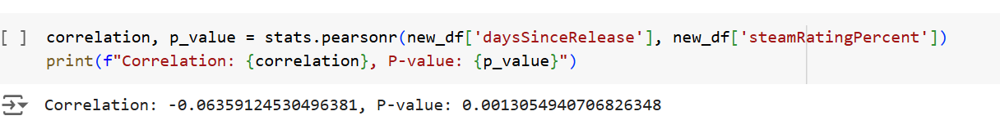 [ ] correlation, p_value = stats.pearsonr(new_df['daysSinceRelease'], new_df['steamRatingPercent'])
print(f"Correlation: {correlation}, P-value: {p_value}")
Correlation: -0.06359124530496381, P-value: 0.0013054940706826348